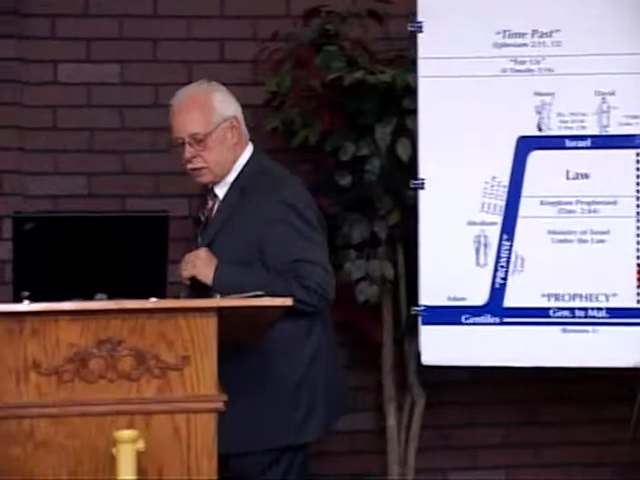 "Time Past"
(Ephesians 2:11, 12)
"For Us"
Moses David
Israel
Law
Kingdom Prophesied
(Dan. 2:44)
Ministry of Israel
Under the Law
Abraham
"PROMISE"
Adam
"PROPHECY"
Gentiles Gen. to Mal.